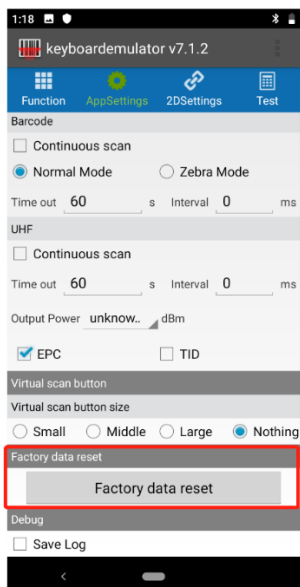 1:18
keyboardemulator v7.1.2
Function AppSettings 2DSettings Test
Barcode
Continuous scan
Normal Mode Zebra Mode
Time out 60 s Interval 0 ms
UHF
Continuous scan
Time out 60 s Interval 0 ms
Output Power unknow.. dBm
EPC TID
Virtual scan button
Virtual scan button size
Small Middle Large Nothing
Factory data reset
Factory data reset
Debug
Save Log